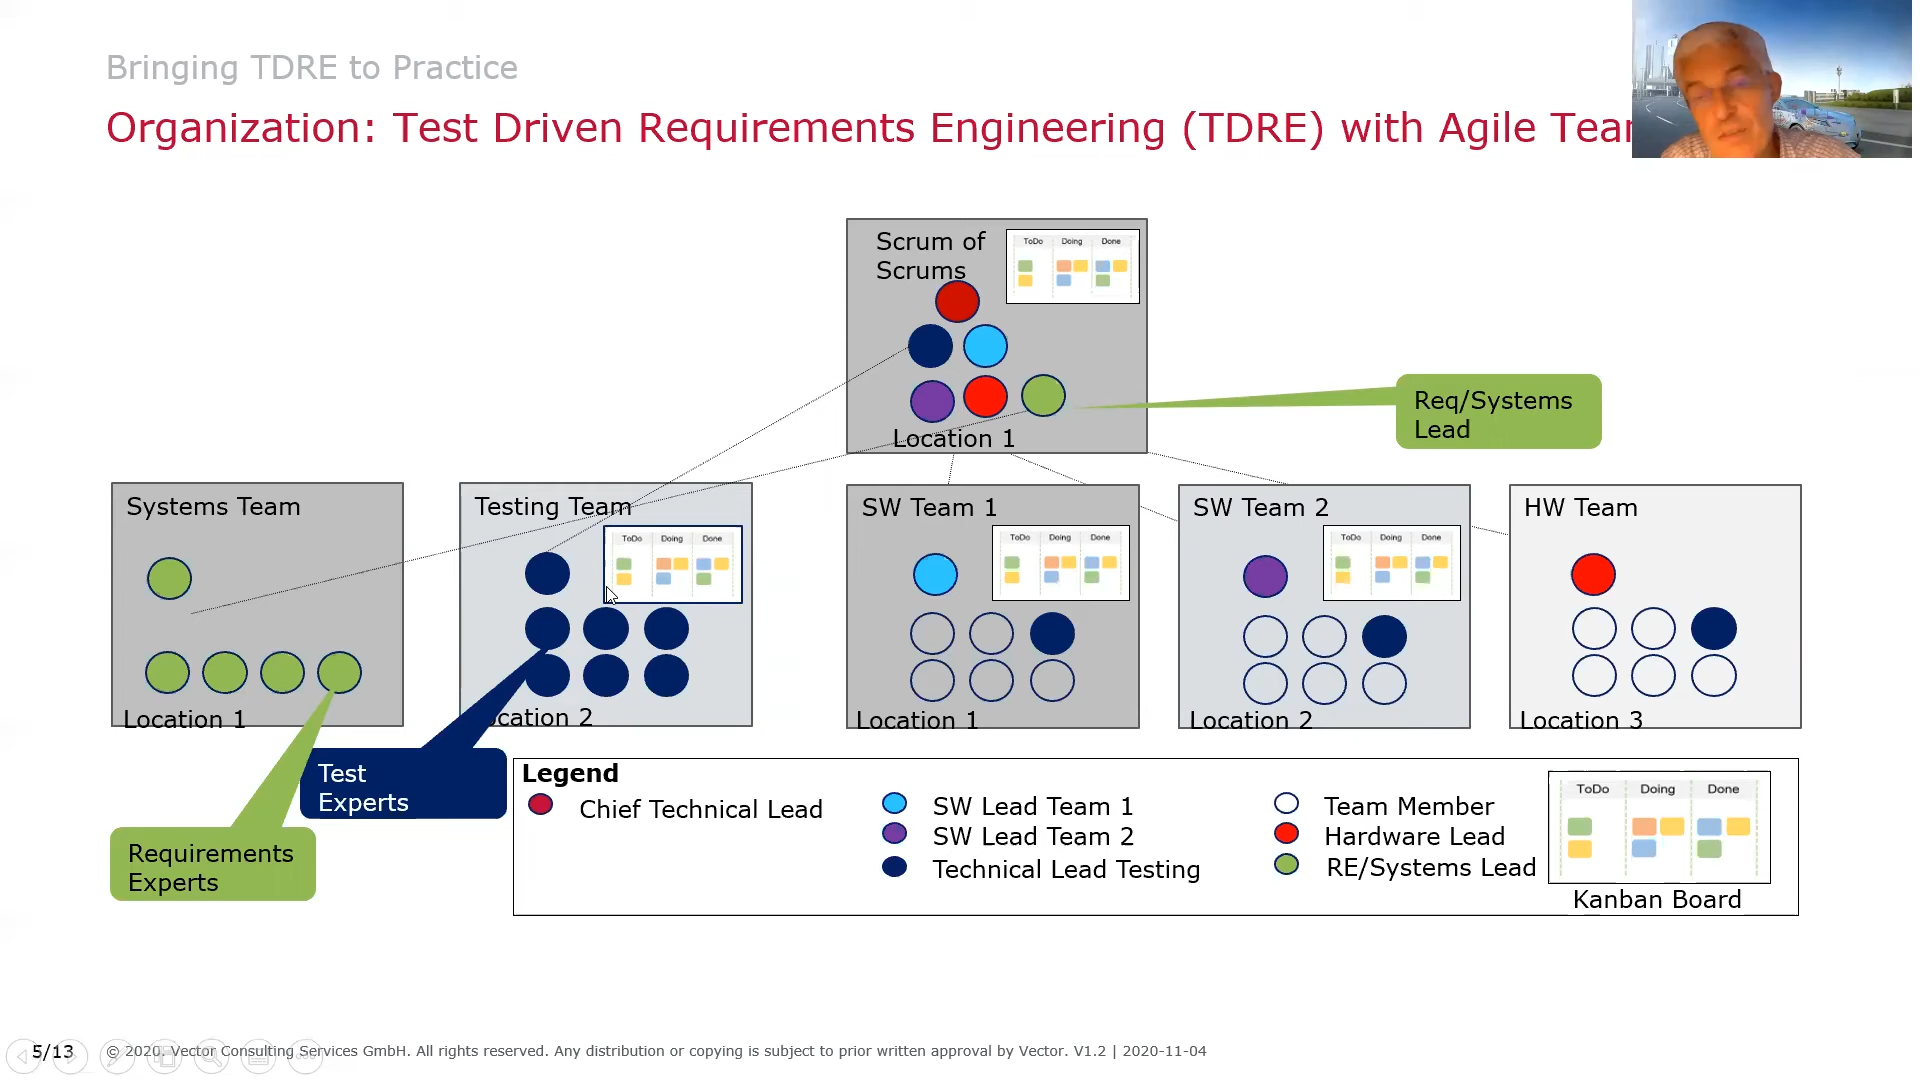 Bringing TDRE to Practice
Organization: Test Driven Requirements Engineering (TDRE) with Agile
Scrum of
Scrums
ToDo Doing Done
Location 1
Req/Systems
Lead
Systems Team
Location 1
Testing Team
ToDo Doing Done
Location 2
SW Team 1
ToDo Doing Done
Location 1
SW Team 2
ToDo Doing Done
Location 2
HW Team
Location 3
Test
Experts
Requirements
Experts
Legend
Chief Technical Lead
SW Lead Team 1
SW Lead Team 2
Technical Lead Testing
Team Member
Hardware Lead
RE/Systems Lead
ToDo Doing Done
Kanban Board
5/13
© 2020. Vector Consulting Services GmbH. All rights reserved. Any distribution or copying is subject to prior written approval by Vector. V1.2 | 2020-11-04